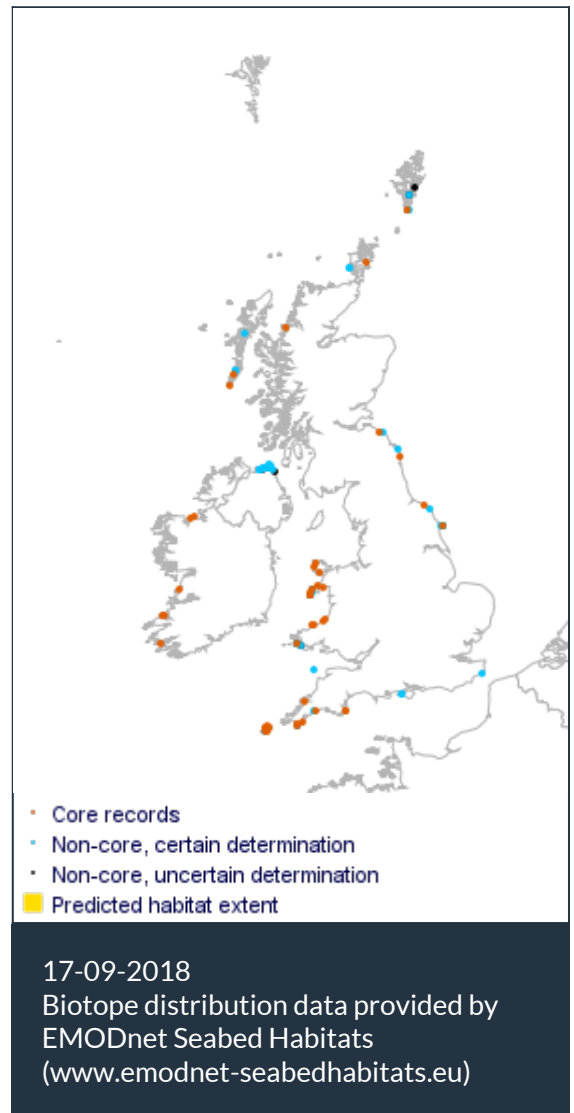 Core records
Non-core, certain determination
Non-core, uncertain determination
Predicted habitat extent
17-09-2018
Biotope distribution data provided by
EMODnet Seabed Habitats
(www.emodnet-seabedhabitats.eu)